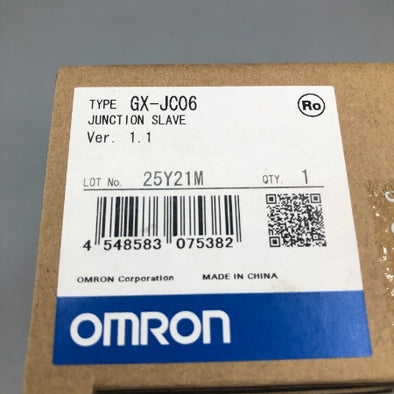 TYPE GX-JC06
Ro
JUNCTION SLAVE
Ver. 1.1
LOT No. 25Y21M QTY. 1
4 548583 075382
OMRON Corporation MADE IN CHINA
OMRON